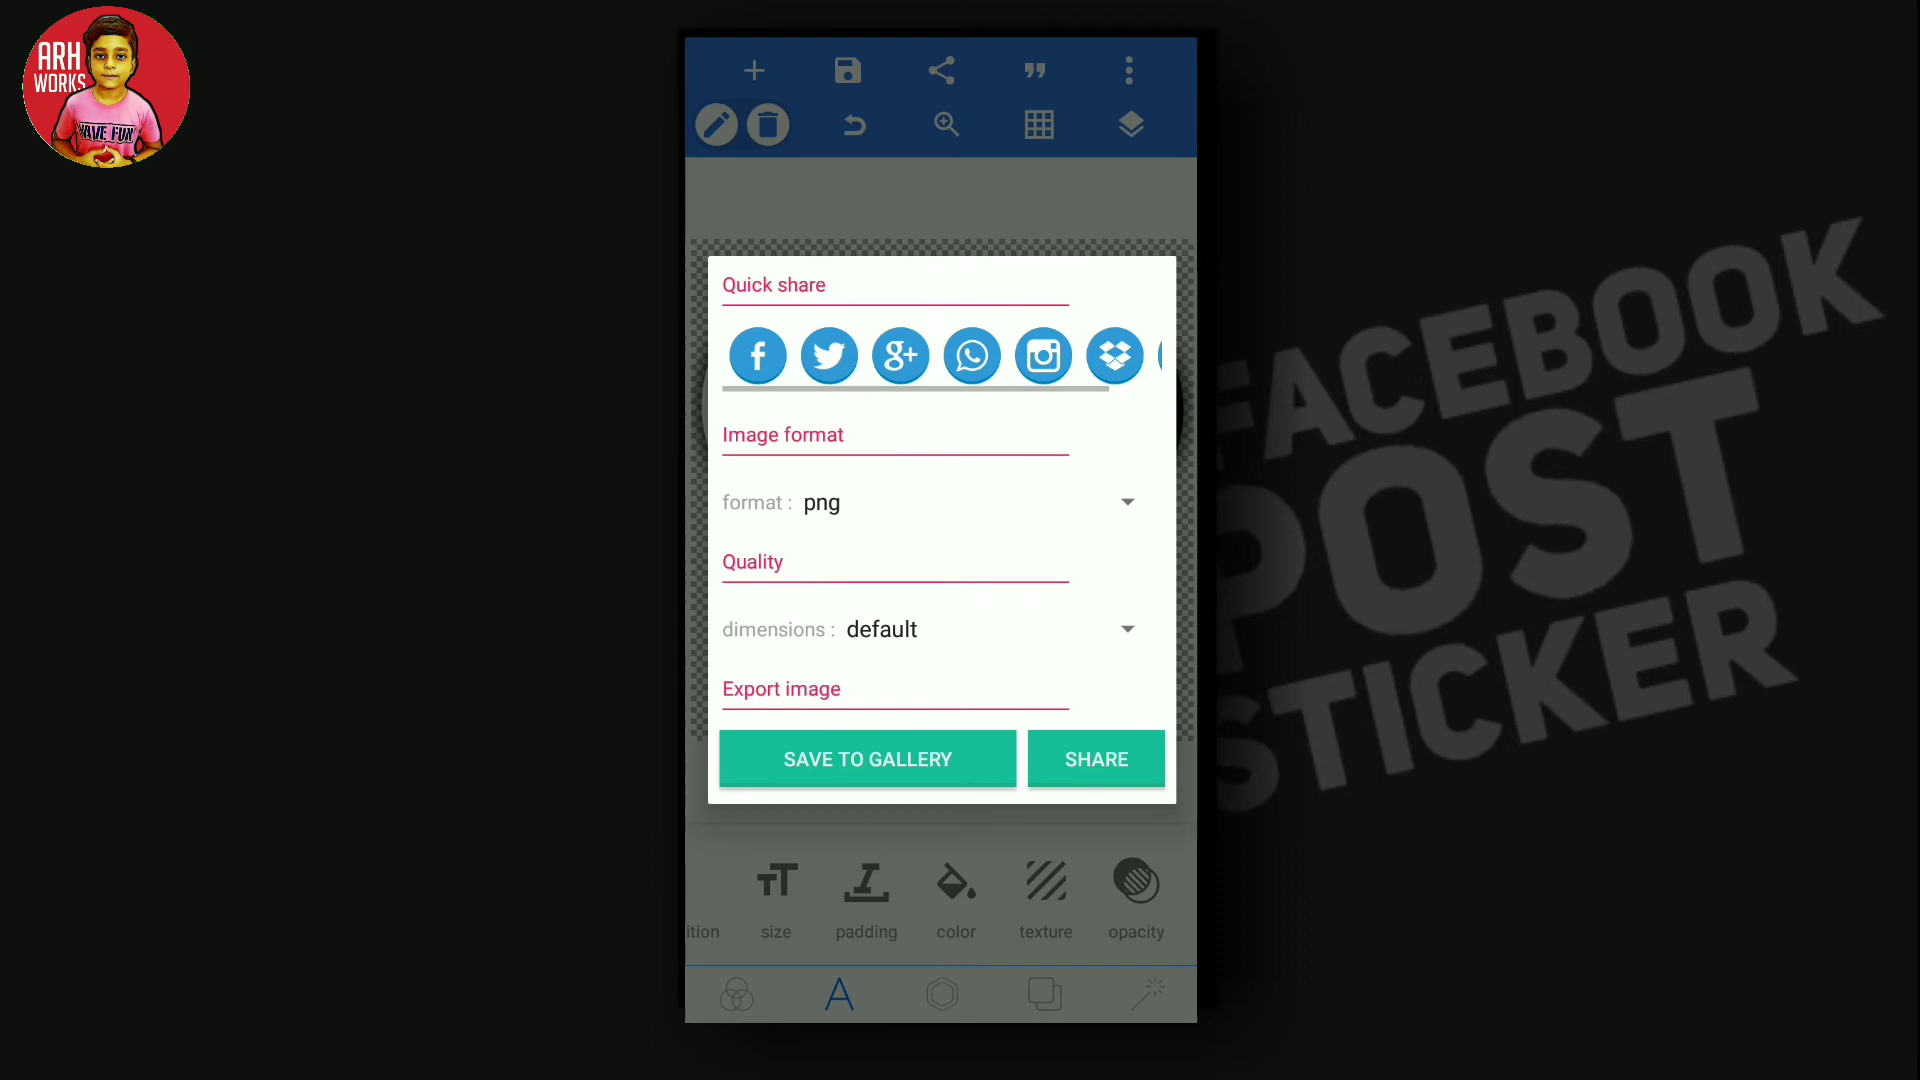 ARH
WORKS
HAVE FUN
Quick share
Image format
format : png
Quality
dimensions : default
Export image
SAVE TO GALLERY
SHARE
ition
size
padding
color
texture
opacity
FACEBOOK
POST
STICKER